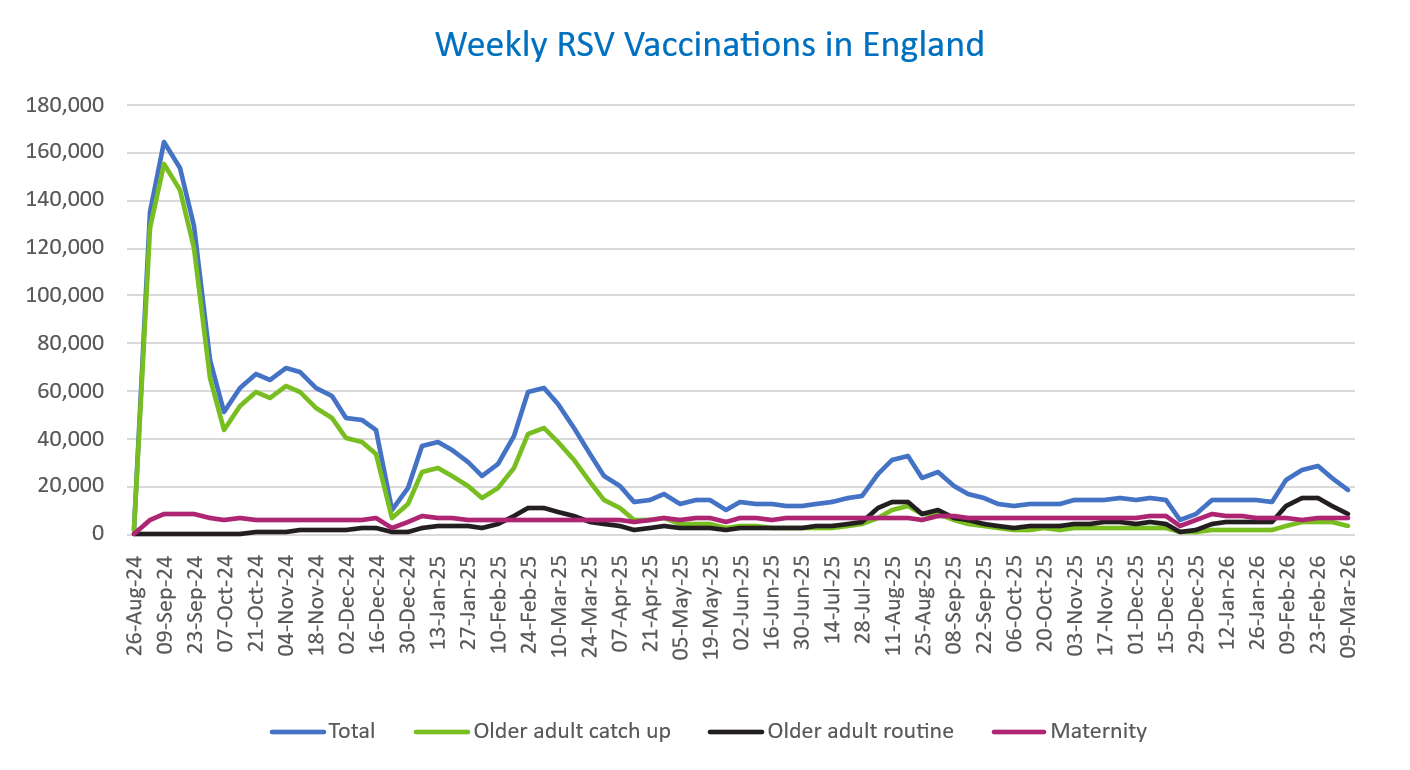 Weekly RSV Vaccinations in England
180,000
160,000
140,000
120,000
100,000
80,000
60,000
40,000
20,000
0
26-Aug-24
09-Sep-24
23-Sep-24
07-Oct-24
21-Oct-24
04-Nov-24
18-Nov-24
02-Dec-24
16-Dec-24
30-Dec-24
13-Jan-25
27-Jan-25
10-Feb-25
24-Feb-25
10-Mar-25
24-Mar-25
07-Apr-25
21-Apr-25
05-May-25
19-May-25
02-Jun-25
16-Jun-25
30-Jun-25
14-Jul-25
28-Jul-25
11-Aug-25
25-Aug-25
08-Sep-25
22-Sep-25
06-Oct-25
20-Oct-25
03-Nov-25
17-Nov-25
01-Dec-25
15-Dec-25
29-Dec-25
12-Jan-26
26-Jan-26
09-Feb-26
23-Feb-26
09-Mar-26
Total Older adult catch up Older adult routine Maternity